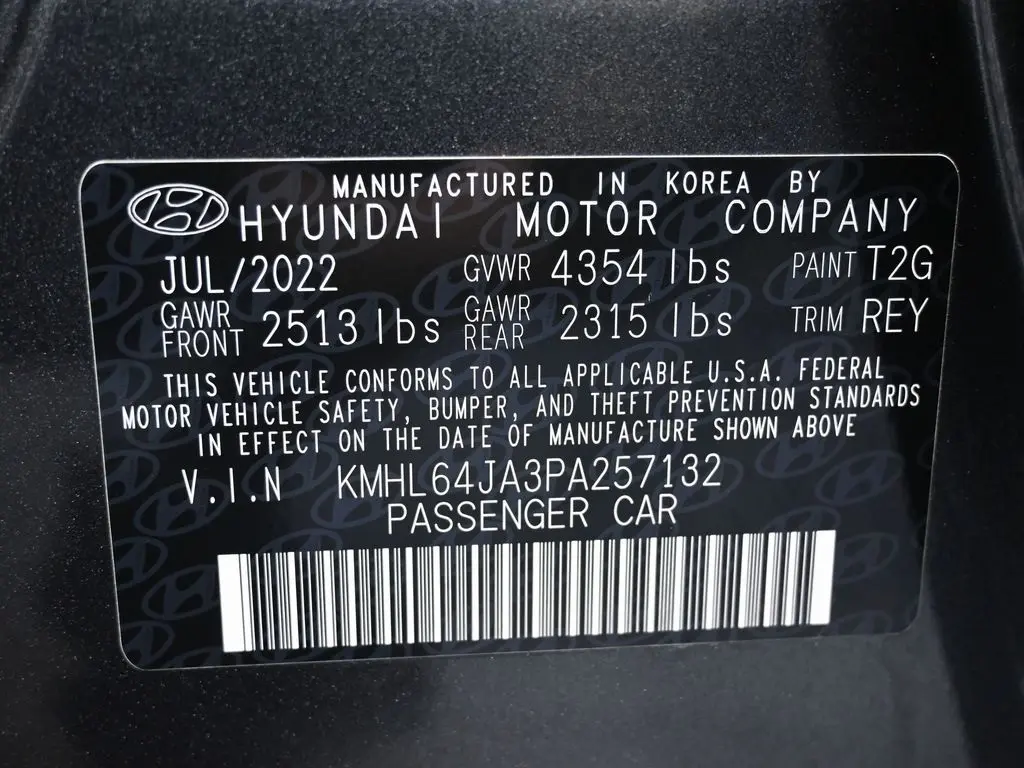 MANUFACTURED IN KOREA BY
HYUNDAI MOTOR COMPANY
JUL/2022 GVWR 4354 lbs PAINT T2G
GAWR FRONT 2513 lbs GAWR REAR 2315 lbs TRIM REY
THIS VEHICLE CONFORMS TO ALL APPLICABLE U.S.A. FEDERAL
MOTOR VEHICLE SAFETY, BUMPER, AND THEFT PREVENTION STANDARDS
IN EFFECT ON THE DATE OF MANUFACTURE SHOWN ABOVE
V.I.N KMHL64JA3PA257132
PASSENGER CAR